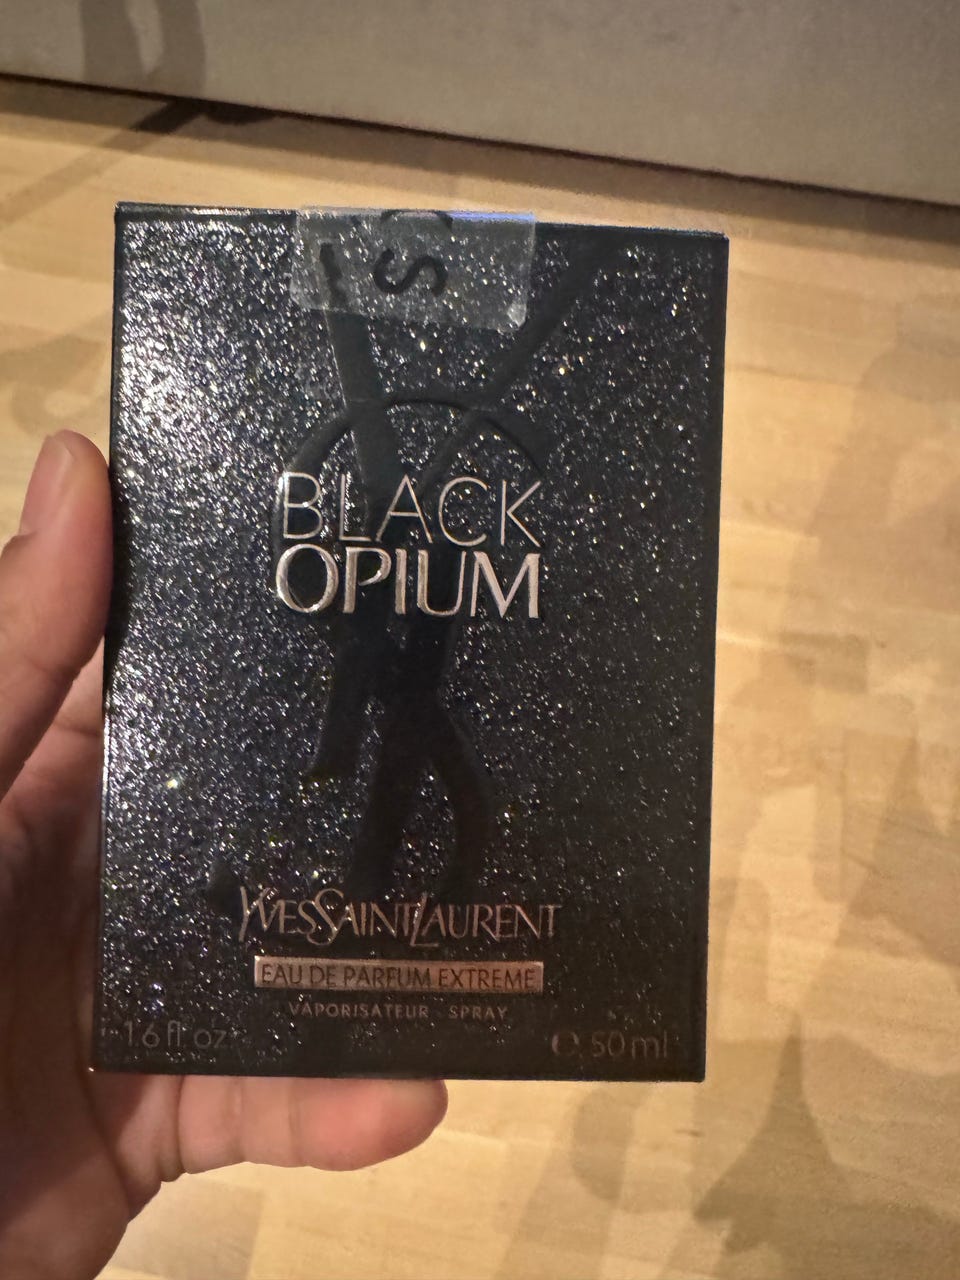 S
BLACK
OPIUM
YVESSAINTLAURENT
EAU DE PARFUM EXTREME
VAPORISATEUR - SPRAY
1.6 fl. oz. ℮ 50 ml